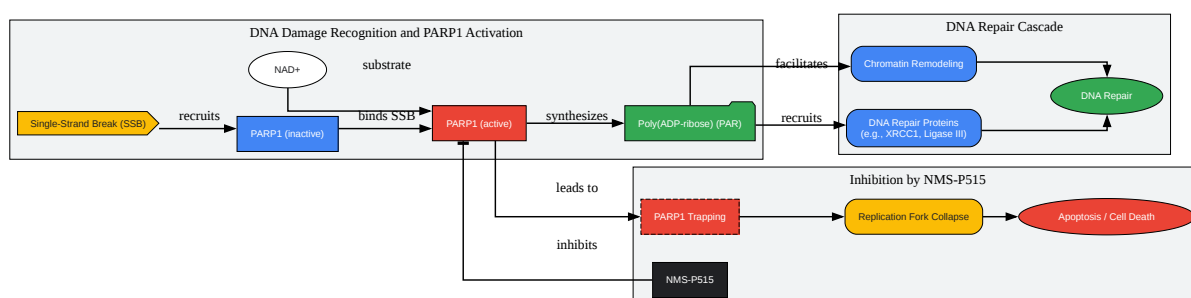 DNA Damage Recognition and PARP1 Activation
NAD+
substrate
Single-Strand Break (SSB)
recruits
PARP1 (inactive)
binds SSB
PARP1 (active)
synthesizes
Poly(ADP-ribose) (PAR)
facilitates
recruits
DNA Repair Cascade
Chromatin Remodeling
DNA Repair Proteins
(e.g., XRCC1, Ligase III)
DNA Repair
leads to
inhibits
Inhibition by NMS-P515
PARP1 Trapping
Replication Fork Collapse
Apoptosis / Cell Death
NMS-P515